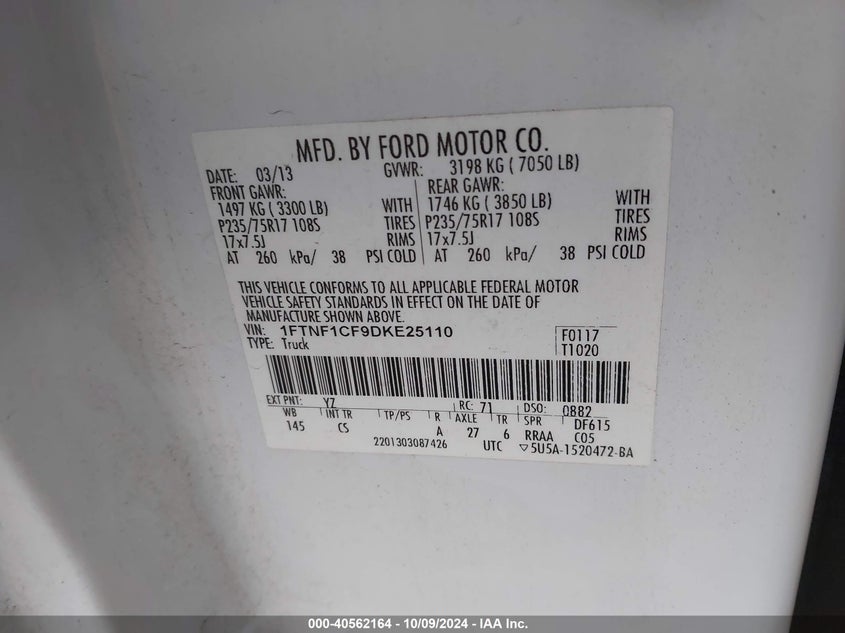 MFD. BY FORD MOTOR CO.
DATE: 03/13 GVWR: 3198 KG ( 7050 LB)
FRONT GAWR: REAR GAWR:
1497 KG ( 3300 LB) WITH 1746 KG ( 3850 LB) WITH
P235/75R17 108S TIRES P235/75R17 108S TIRES
17x7.5J RIMS 17x7.5J RIMS
AT 260 kPa/ 38 PSI COLD AT 260 kPa/ 38 PSI COLD
THIS VEHICLE CONFORMS TO ALL APPLICABLE FEDERAL MOTOR
VEHICLE SAFETY STANDARDS IN EFFECT ON THE DATE OF
MANUFACTURE SHOWN ABOVE.
VIN: 1FTNF1CF9DKE25110 F0117
TYPE: Truck T1020
EXT PNT: YZ RC: 71 DSO: 0882
WB INT TR TP/PS R AXLE TR SPR DF615
145 CS A 27 6 RRAA C05
2201303087426 UTC ▽5U5A-1520472-BA
000-40562164 - 10/09/2024 - IAA Inc.